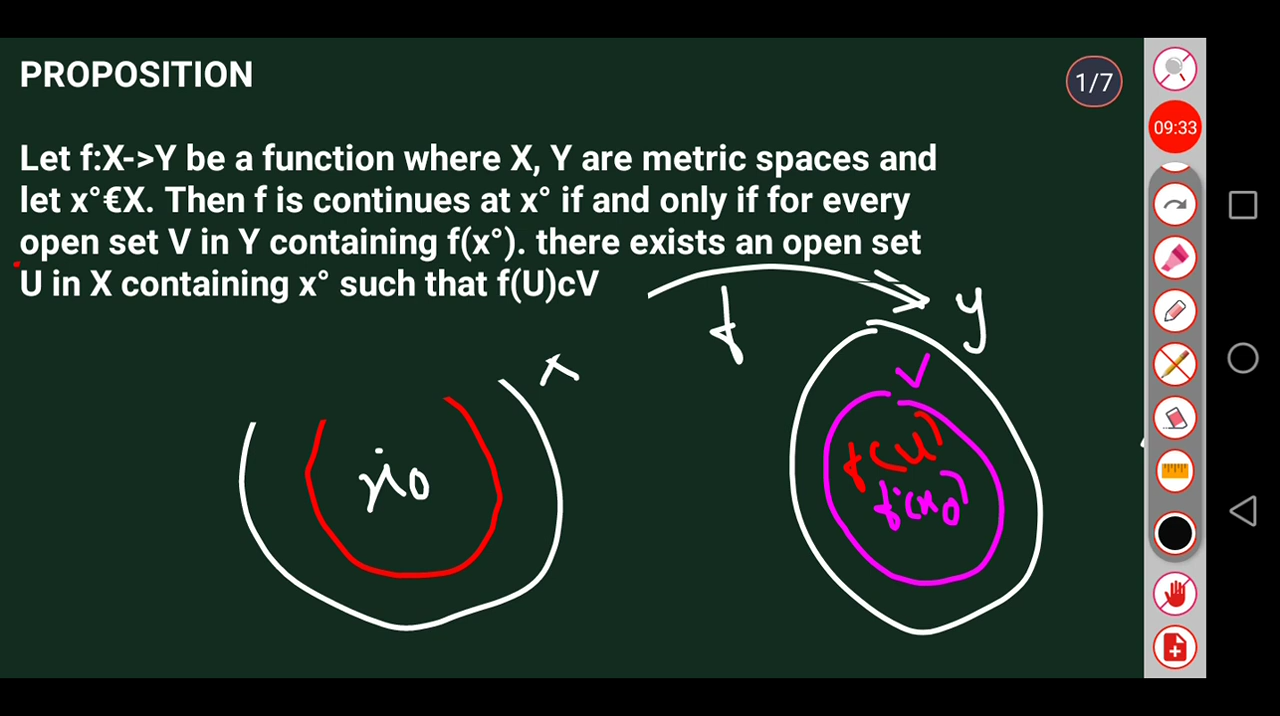 PROPOSITION
1/7
09:33
Let f:X->Y be a function where X, Y are metric spaces and
let x°€X. Then f is continues at x° if and only if for every
open set V in Y containing f(x°). there exists an open set
U in X containing x° such that f(U)cV
f
y
x
V
f(U)
x0
f(x0)